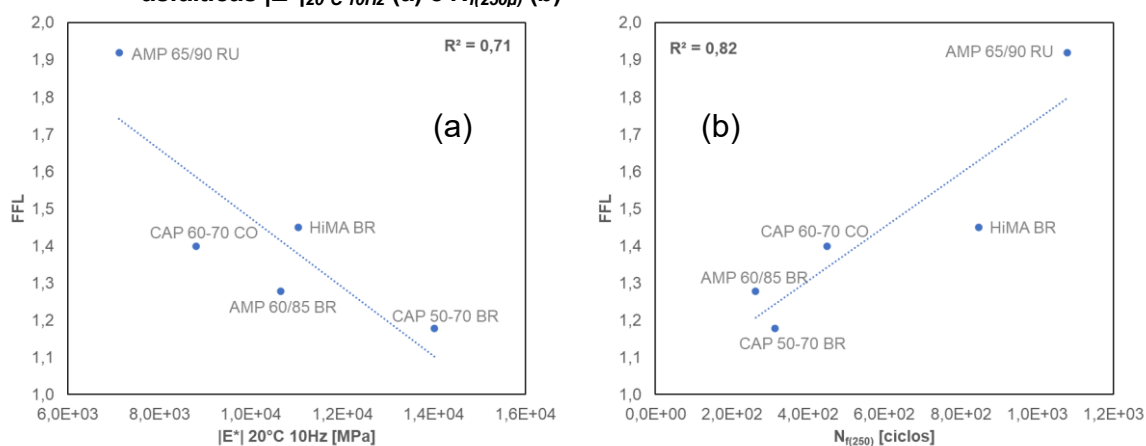 20°C 10Hz (a) e Nf(250µ) (b)
2,0
1,9
1,8
1,7
1,6
1,5
1,4
1,3
1,2
1,1
1,0
FFL
R² = 0,71
AMP 65/90 RU
(a)
HiMA BR
CAP 60-70 CO
AMP 60/85 BR
CAP 50-70 BR
6,0E+03 8,0E+03 1,0E+04 1,2E+04 1,4E+04 1,6E+04
|E*| 20°C 10Hz [MPa]
2,0
1,9
1,8
1,7
1,6
1,5
1,4
1,3
1,2
1,1
1,0
FFL
R² = 0,82
AMP 65/90 RU
(b)
CAP 60-70 CO
HiMA BR
AMP 60/85 BR
CAP 50-70 BR
0,0E+00 2,0E+02 4,0E+02 6,0E+02 8,0E+02 1,0E+03 1,2E+03
Nf(250) [ciclos]